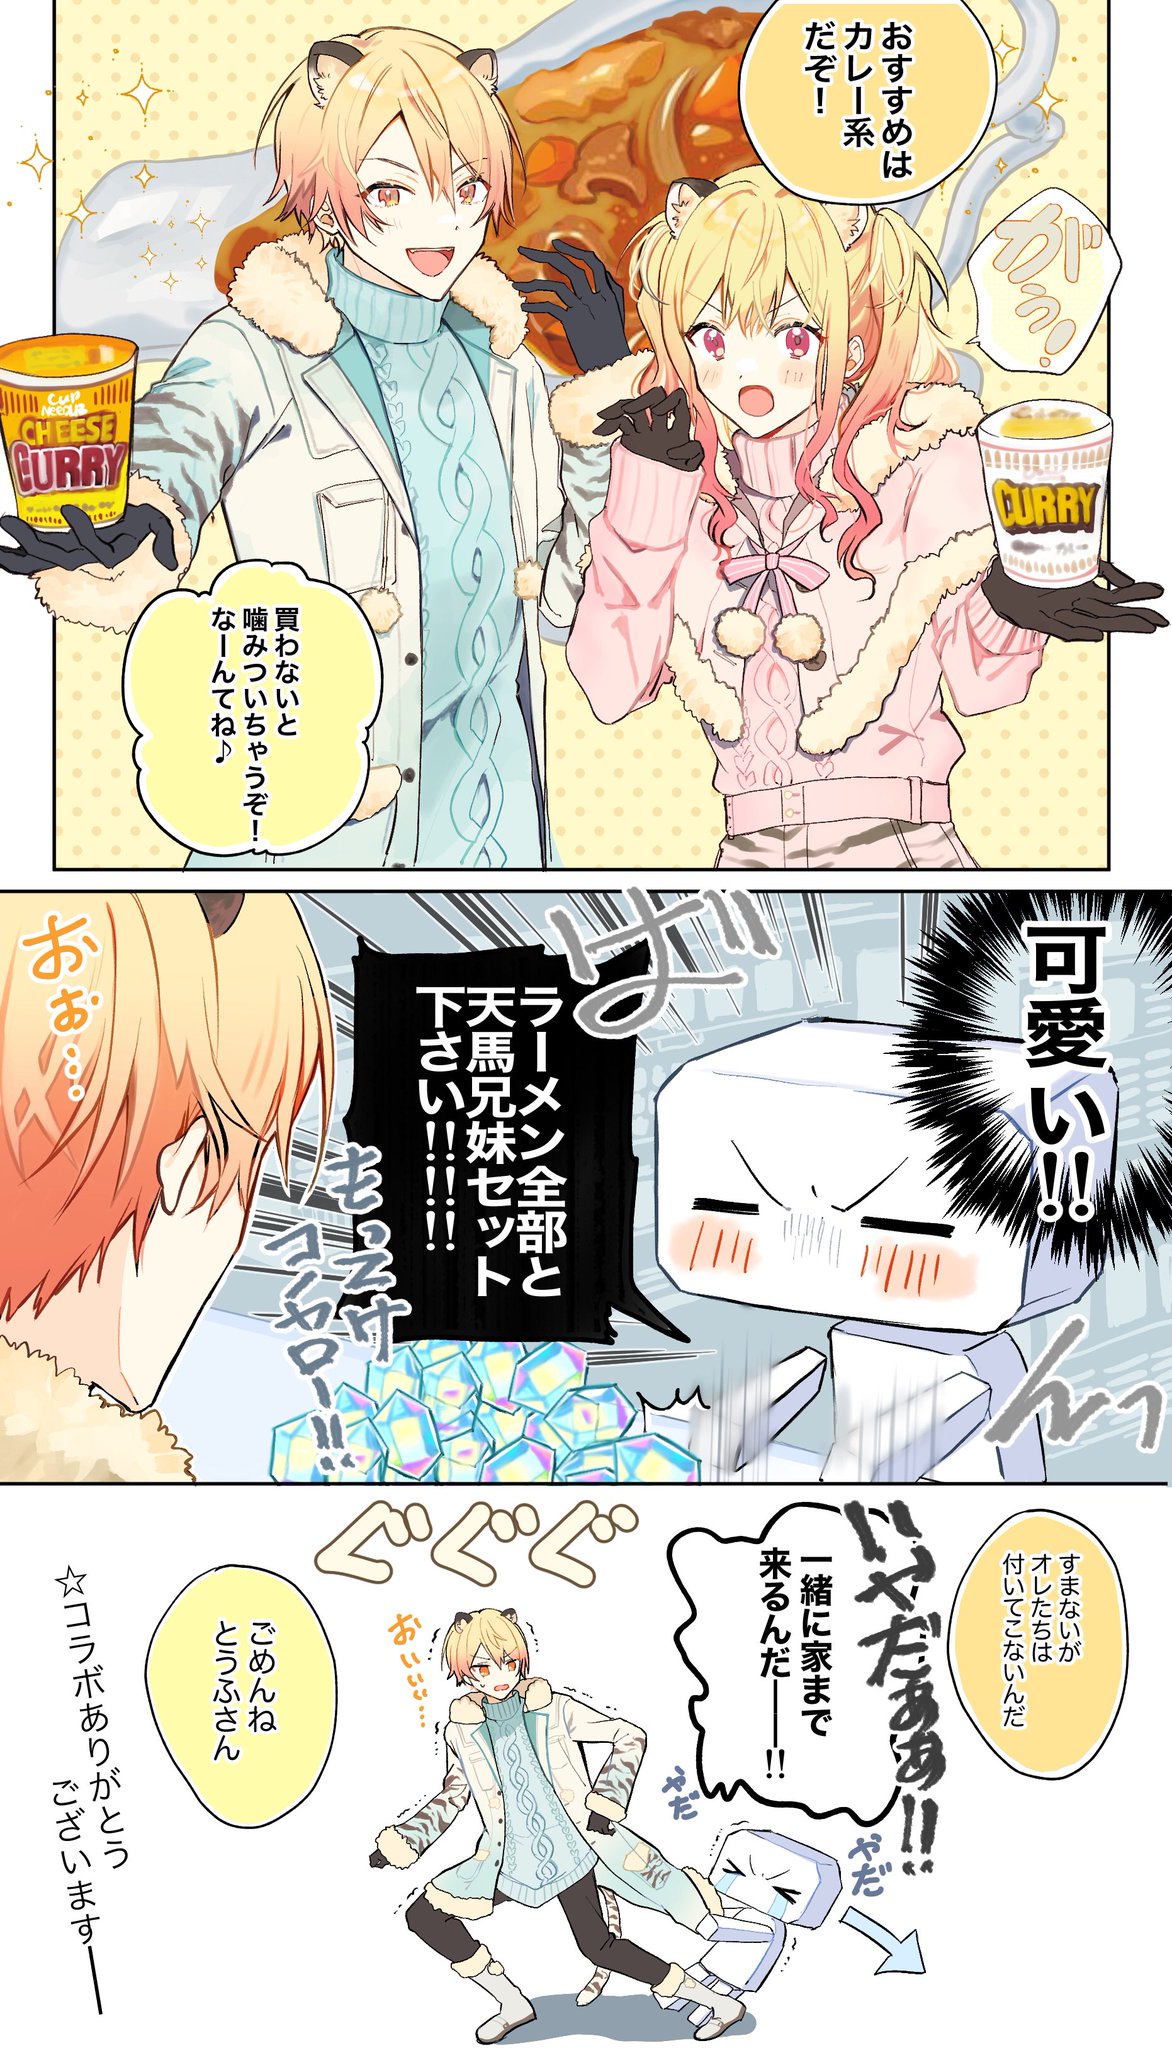 おすすめは
カレー系
だぞ！
がぅ！
CUP
NOODLE
CHEESE
CURRY
CURRY
買わないと
噛みついちゃうぞ！
なーんてね♪
可愛い!!
ばんっ
ラーメン全部と
天馬兄妹セット
下さい!!!!
もってけ
コノヤロー!!
おぉ…
すまないが
オレたちは
付いてこないんだ
いやだぁぁ!!
一緒に家まで
来るんだ――!!
やだ
やだ
ぐぐぐ
おいぃぃ…
ごめんね
とうふさん
☆コラボありがとう
ございます――